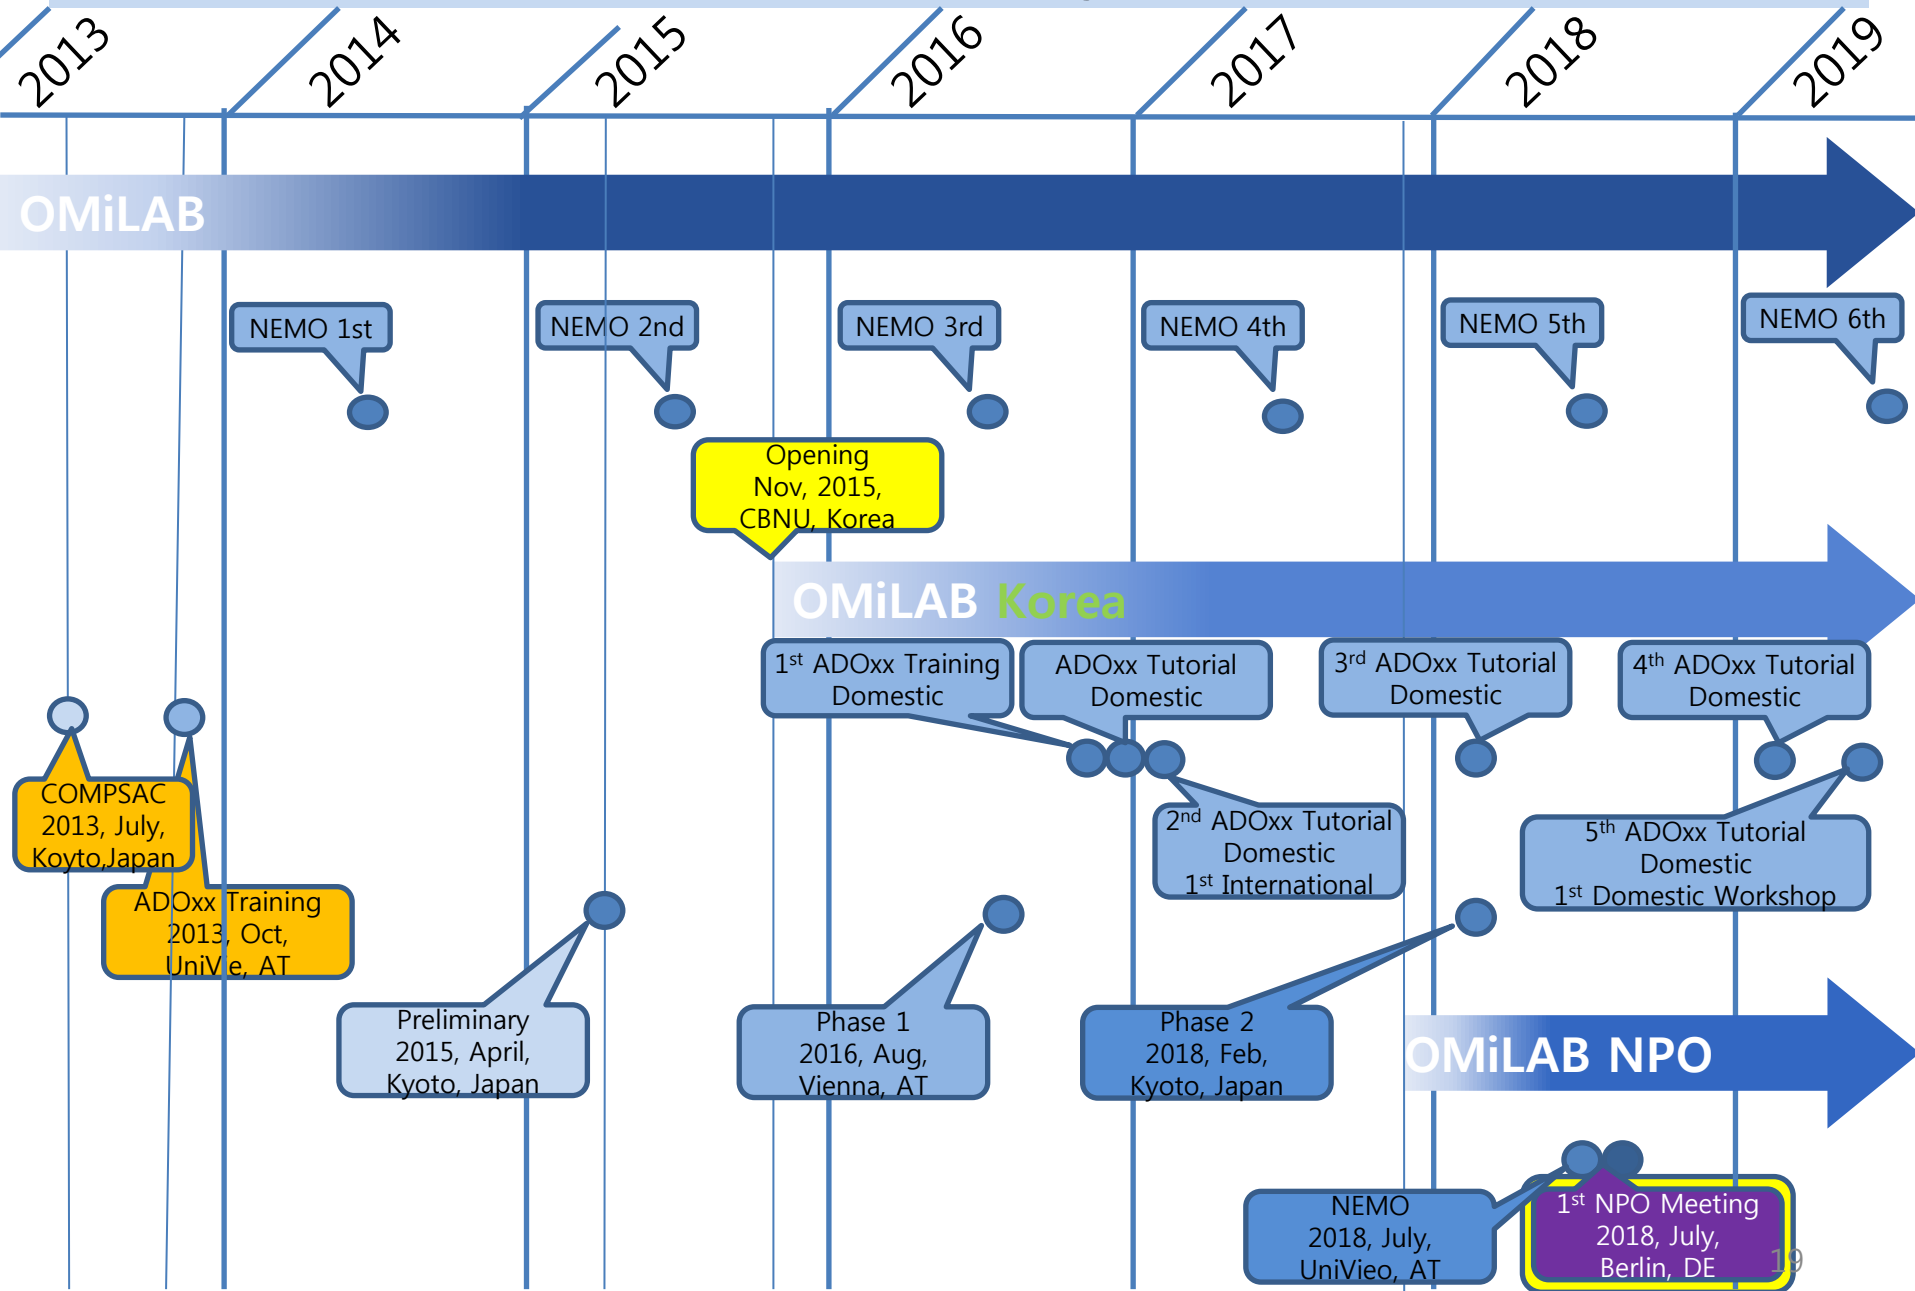 2013
2014
2015
2016
2017
2018
2019
OMiLAB
NEMO 1st
NEMO 2nd
NEMO 3rd
NEMO 4th
NEMO 5th
NEMO 6th
Opening
Nov, 2015,
CBNU, Korea
OMiLAB Korea
1st ADOxx Training
Domestic
ADOxx Tutorial
Domestic
3rd ADOxx Tutorial
Domestic
4th ADOxx Tutorial
Domestic
COMPSAC
2013, July,
Koyto,Japan
2nd ADOxx Tutorial
Domestic
1st International
5th ADOxx Tutorial
Domestic
1st Domestic Workshop
ADOxx Training
2013, Oct,
UniVie, AT
Preliminary
2015, April,
Kyoto, Japan
Phase 1
2016, Aug,
Vienna, AT
Phase 2
2018, Feb,
Kyoto, Japan
OMiLAB NPO
NEMO
2018, July,
UniVieo, AT
1st NPO Meeting
2018, July,
Berlin, DE
19